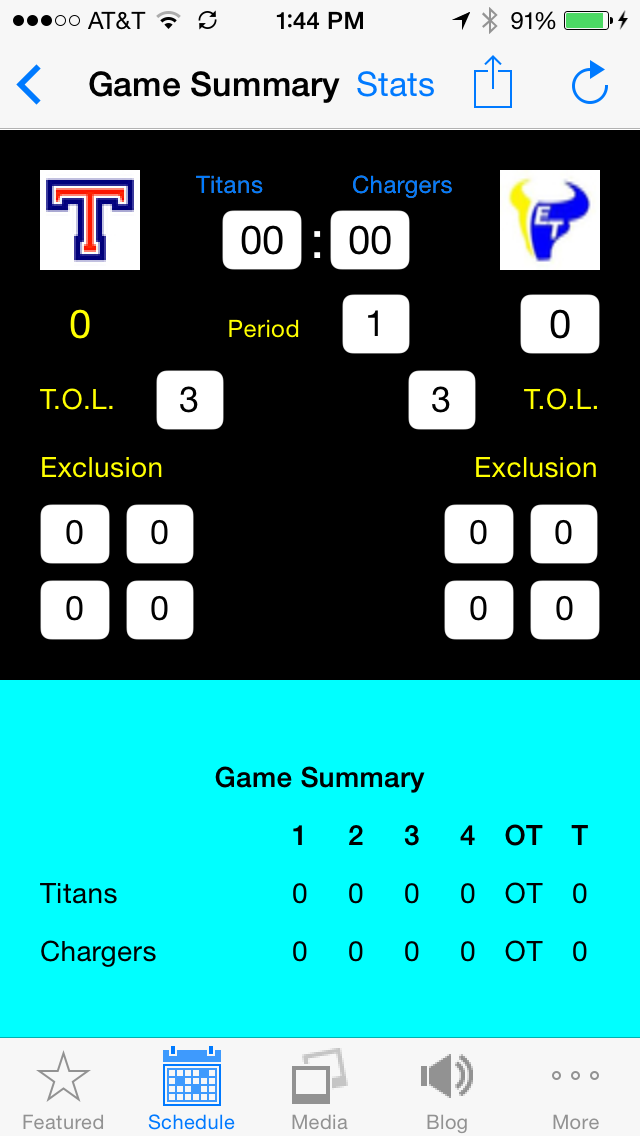 AT&T 1:44 PM 91%
Game Summary Stats
Titans Chargers
T 00 : 00 ET
0 Period 1 0
T.O.L. 3 3 T.O.L.
Exclusion Exclusion
0 0 0 0
0 0 0 0
Game Summary
1 2 3 4 OT T
Titans 0 0 0 0 OT 0
Chargers 0 0 0 0 OT 0
Featured Schedule Media Blog More